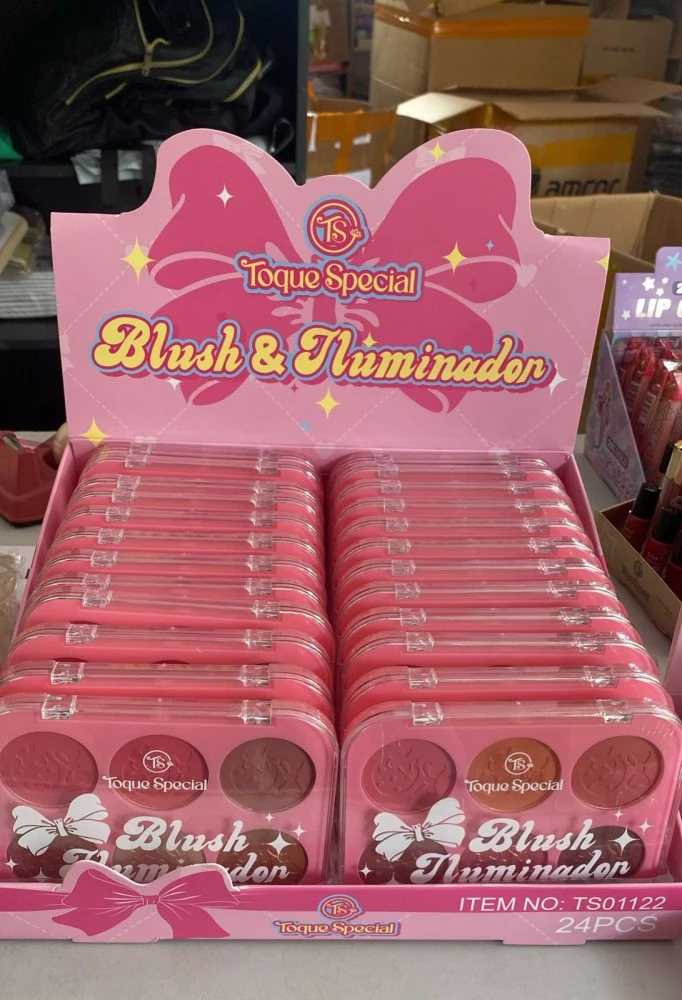 TS
Toque Special
Blush & Iluminador
amcor
LIP
TS
Toque Special
Blush
Iluminador
TS
Toque Special
Blush
Iluminador
TS
Toque Special
ITEM NO: TS01122
24PCS